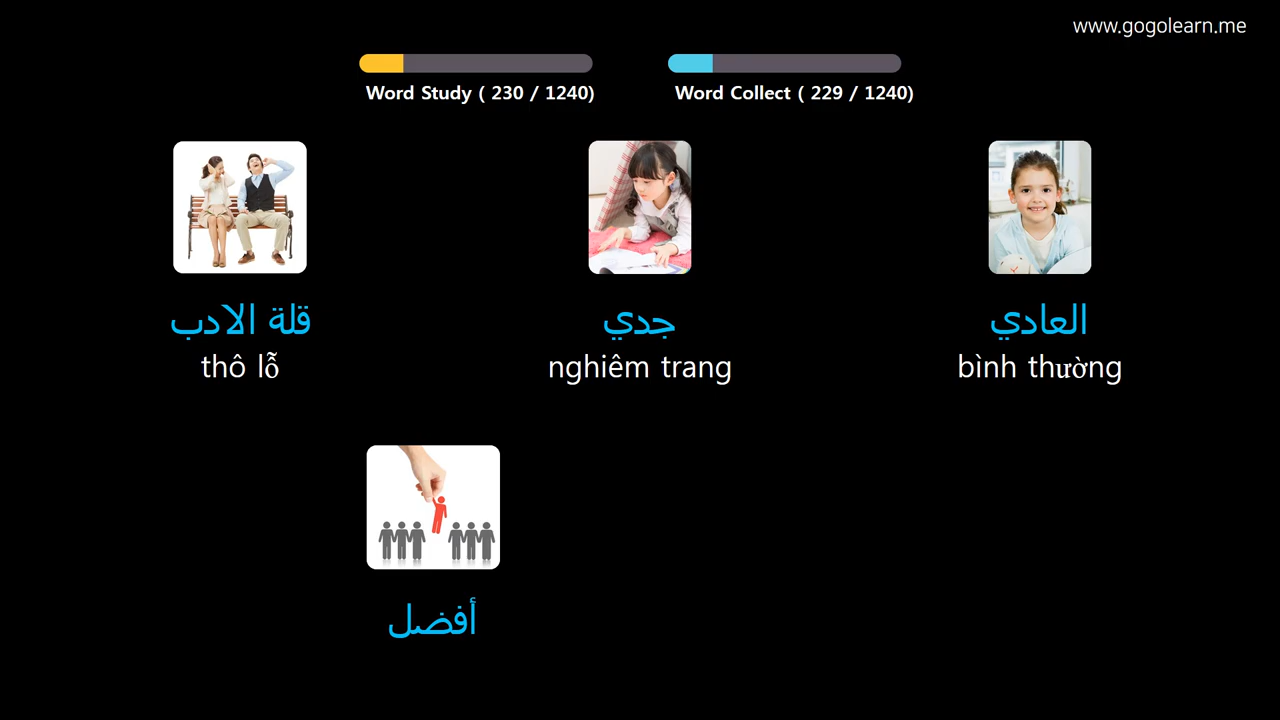 www.gogolearn.me
Word Study ( 230 / 1240)
Word Collect ( 229 / 1240)
قلة الادب
thô lỗ
جدي
nghiêm trang
العادي
bình thường
أفضل